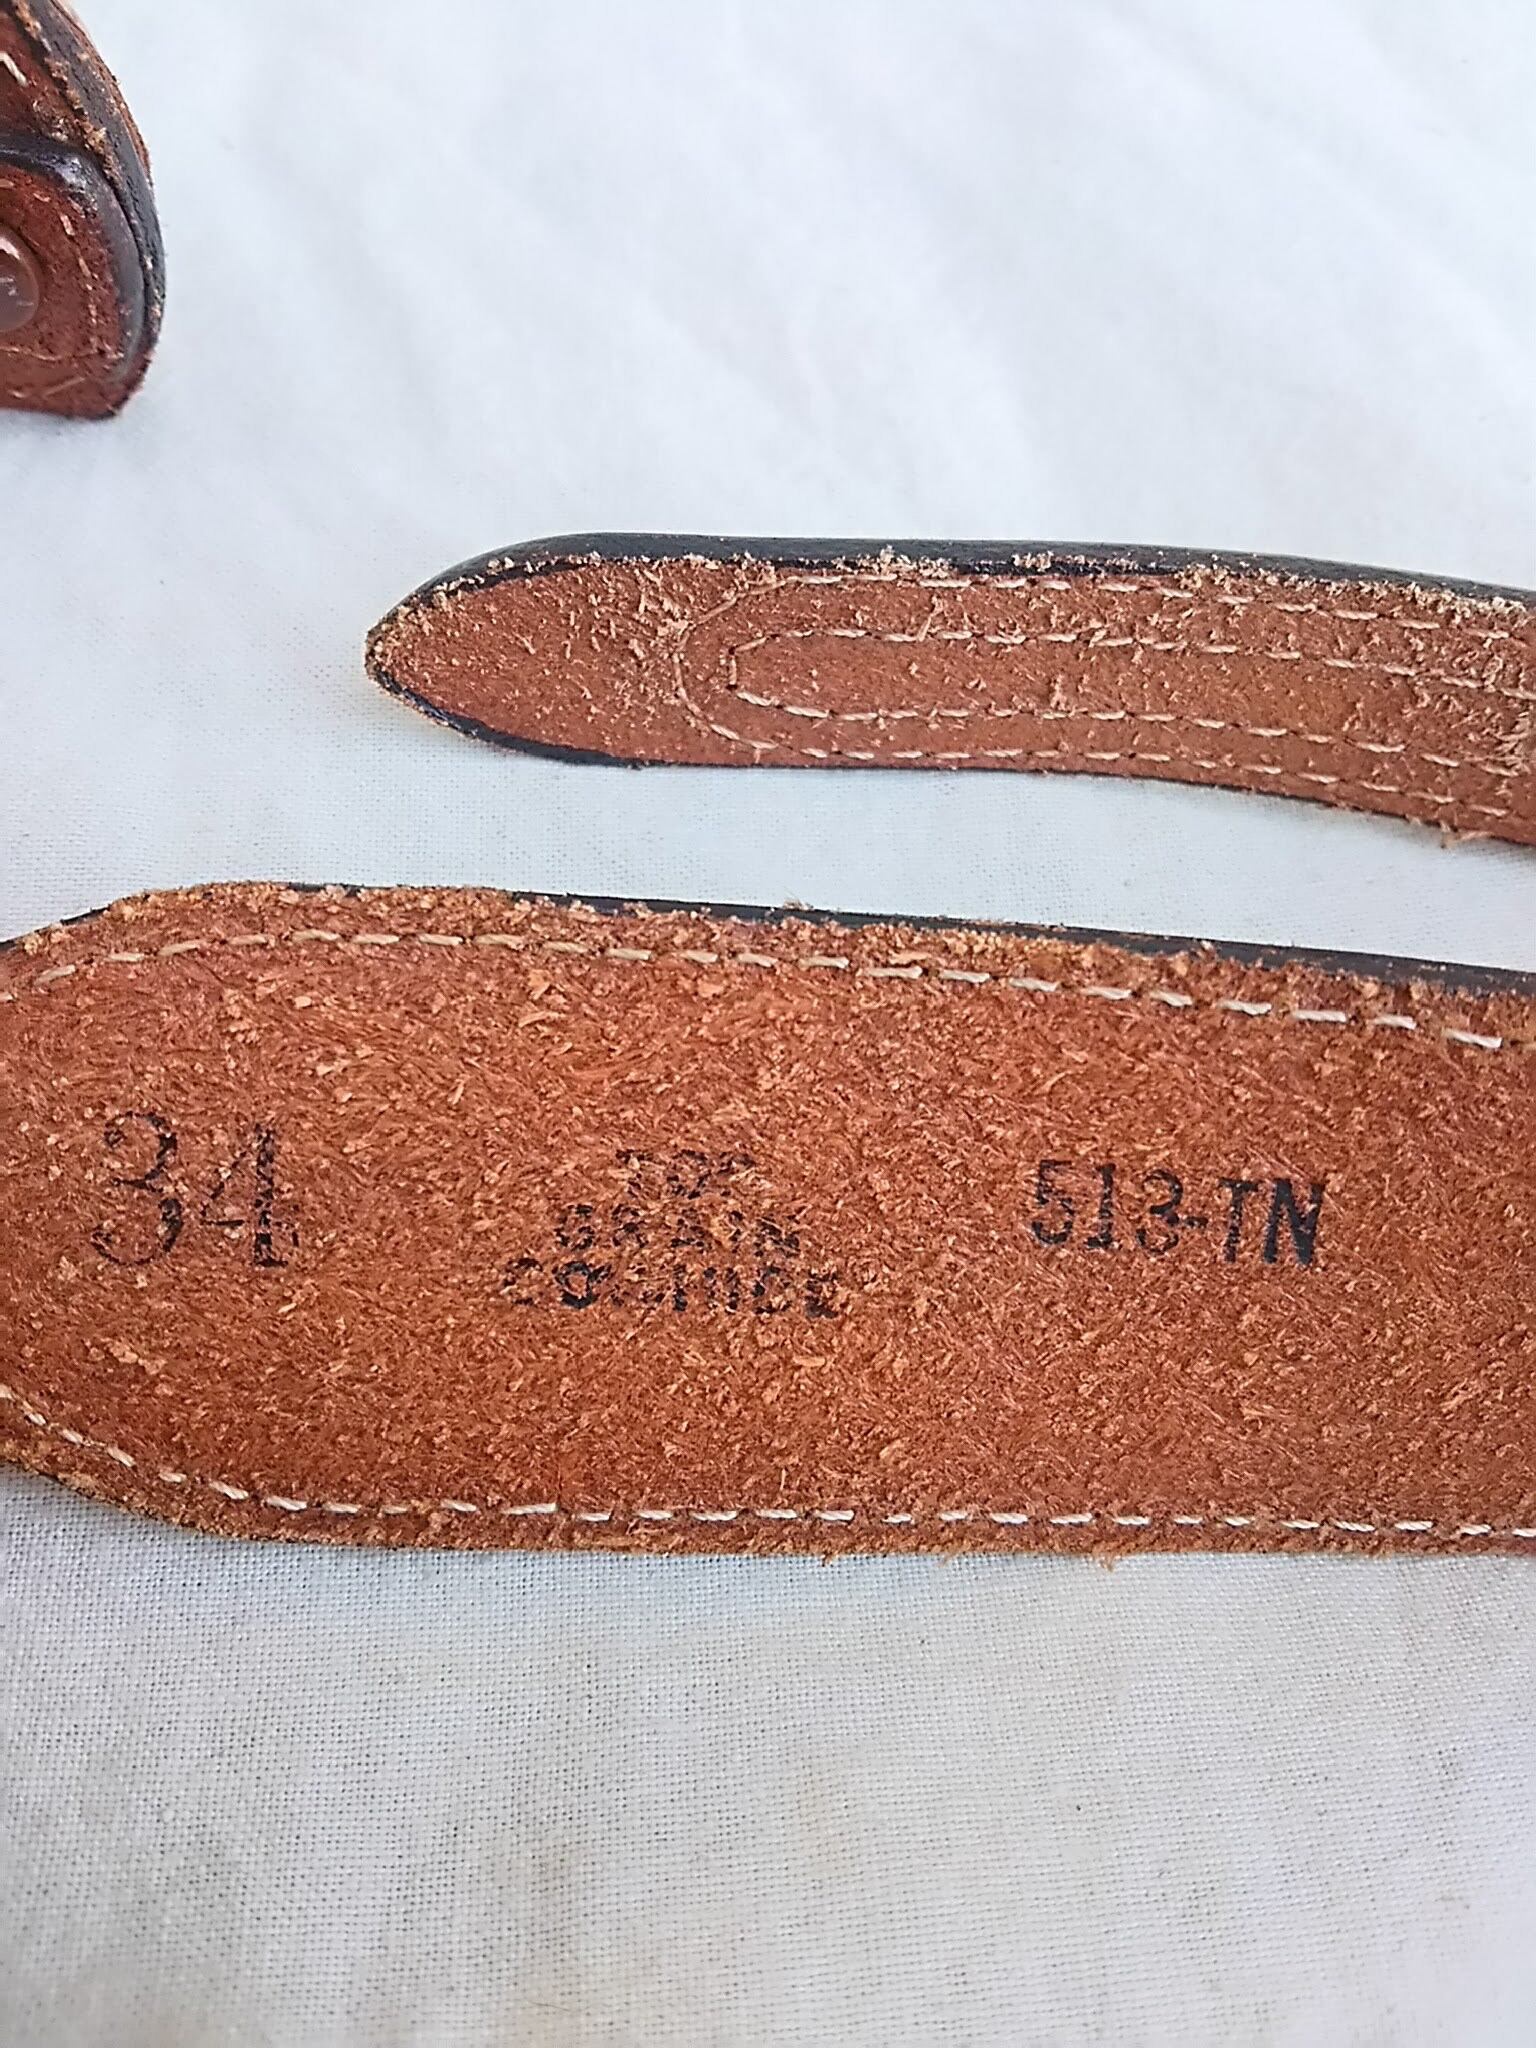 34
TOP
GRAIN
COWHIDE
513-TN